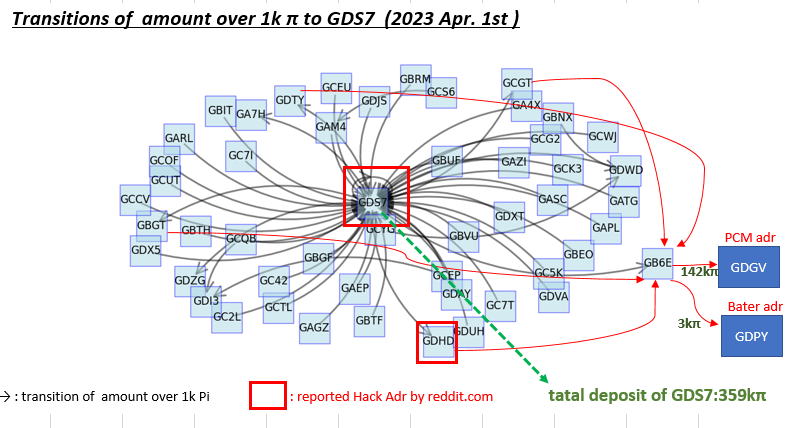 Transitions of amount over 1k π to GDS7 (2023 Apr. 1st )
GBRM
GCGT
GCEU
GCS6
GDTY
GDJS
GA4X
GBIT
GA7H
GBNX
GAM4
GARL
GCG2
GCWJ
GC7I
GCOF
GBUF
GAZI
GCK3
GDWD
GCUT
GCCV
GDS7
GASC
GATG
GDXT
GBGT
GBTH
GCYG
GAPL
GCQB
GBVU
PCM adr
GDX5
GBGF
GBEO
GB6E
GDGV
142kπ
GDZG
GC42
GCEP
GC5K
GAEP
GDAY
GDVA
GDI3
GCTL
GC7T
Bater adr
GC2L
GAGZ
GBTF
3kπ
GDUH
GDPY
GDHD
→ : transition of amount over 1k Pi
: reported Hack Adr by reddit.com
tatal deposit of GDS7:359kπ